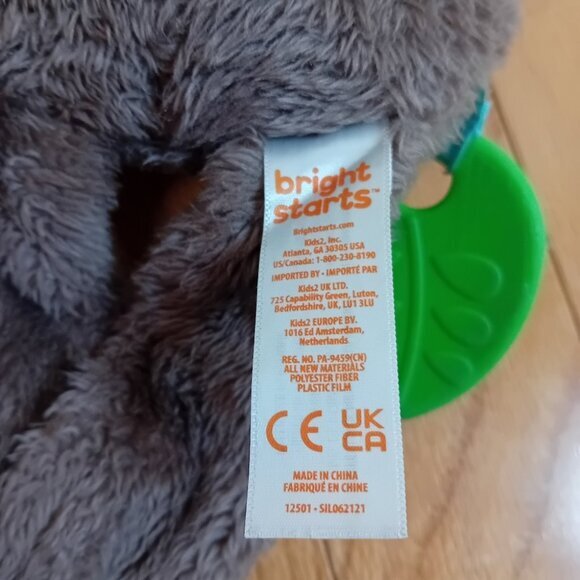 bright
starts™
Brightstarts.com
Kids2, Inc.
Atlanta, GA 30305 USA
US/Canada: 1-800-230-8190
IMPORTED BY • IMPORTÉ PAR
Kids2 UK LTD.
725 Capability Green, Luton,
Bedfordshire, UK, LU1 3LU
Kids2 EUROPE BV.
1016 Ed Amsterdam,
Netherlands
REG. NO. PA-9459(CN)
ALL NEW MATERIALS
POLYESTER FIBER
PLASTIC FILM
CE UK
CA
MADE IN CHINA
FABRIQUÉ EN CHINE
12501 • SIL062121